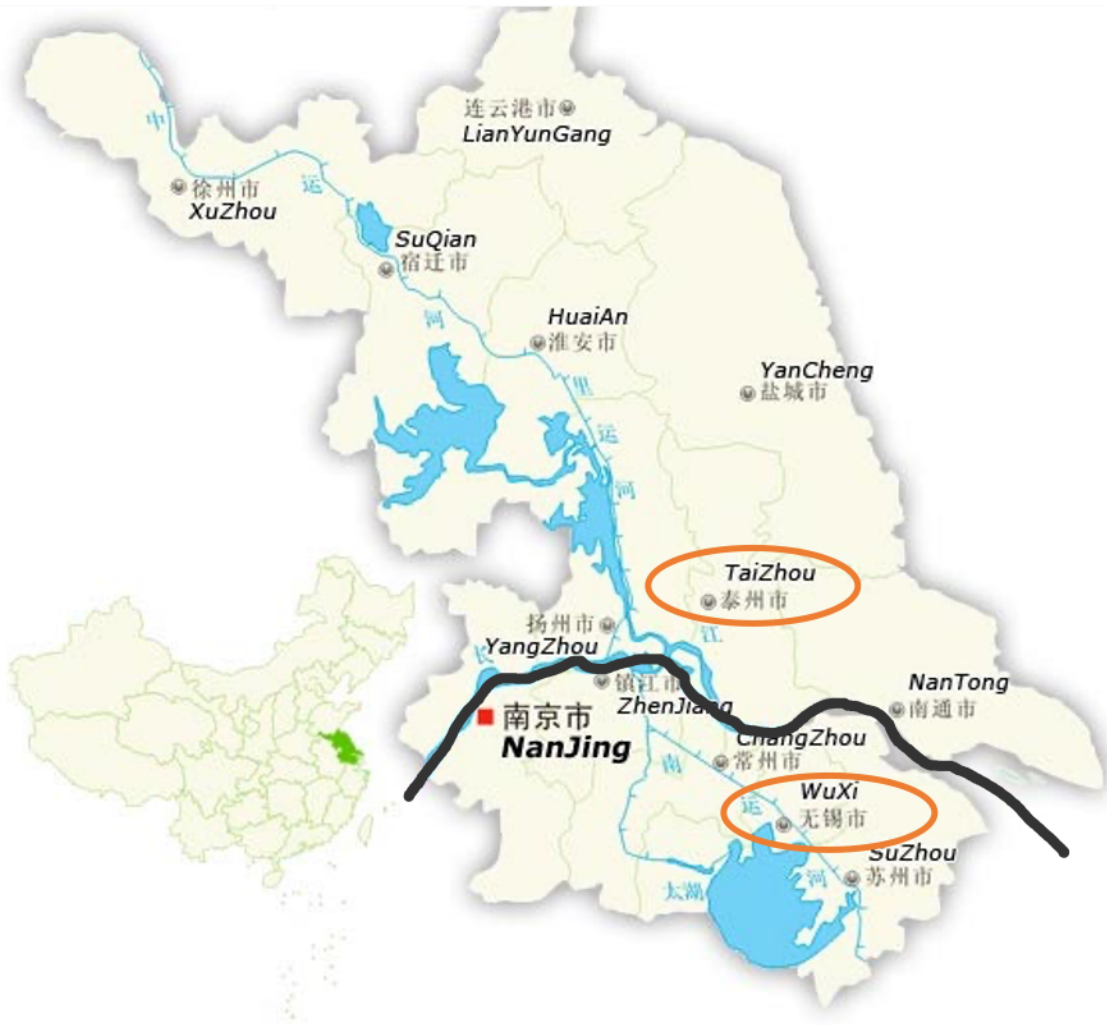 连云港市
LianYunGang
中
徐州市
XuZhou
运
SuQian
宿迁市
河
HuaiAn
淮安市
里
运
河
YanCheng
盐城市
TaiZhou
泰州市
扬州市
YangZhou
长
江
镇江市
ZhenJiang
NanTong
南通市
南京市
NanJing
ChangZhou
常州市
南
运
河
WuXi
无锡市
SuZhou
苏州市
太湖